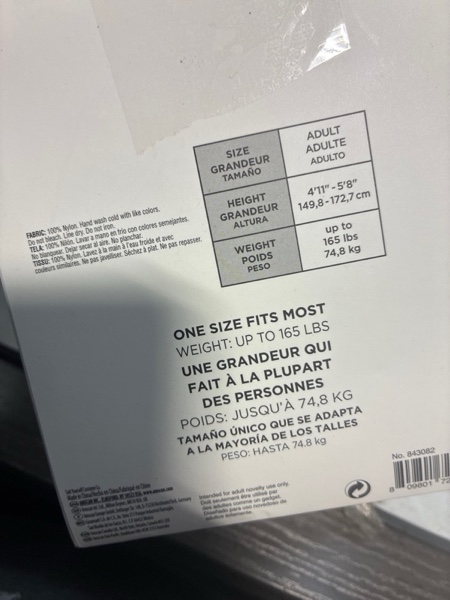 SIZE
GRANDEUR
TAMAÑO
ADULT
ADULTE
ADULTO
HEIGHT
GRANDEUR
ALTURA
4'11" - 5'8"
149,8 - 172,7 cm
WEIGHT
POIDS
PESO
up to
165 lbs
74,8 kg
FABRIC: 100% Nylon. Hand wash cold with like colors.
Do not bleach. Line dry. Do not iron.
TELA: 100% Nilón. Lavar a mano en frío con colores semejantes.
No blanquear. Dejar secar al aire. No planchar.
TISSU: 100% Nylon. Lavez à la main à l'eau froide et avec
couleurs similaires. Ne pas javelliser. Séchez à plat. Ne pas repasser.
ONE SIZE FITS MOST
WEIGHT: UP TO 165 LBS
UNE GRANDEUR QUI
FAIT À LA PLUPART
DES PERSONNES
POIDS: JUSQU'À 74,8 KG
TAMAÑO ÚNICO QUE SE ADAPTA
A LA MAYORÍA DE LOS TALLES
PESO: HASTA 74.8 kg
Intended for adult novelty use only.
No. 843082
8 09801 72